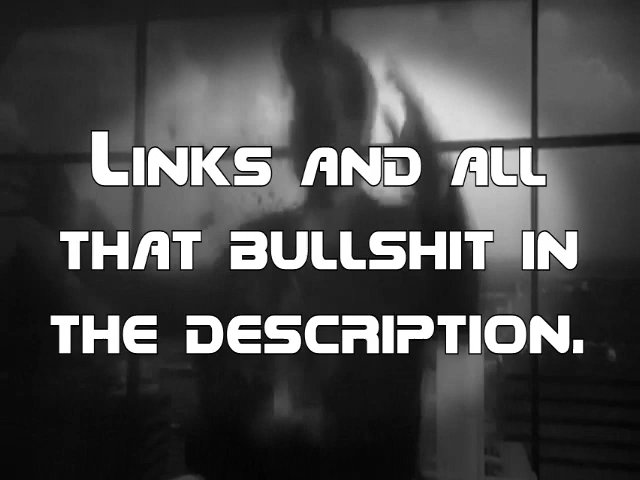 Links and all
that bullshit in
the description.